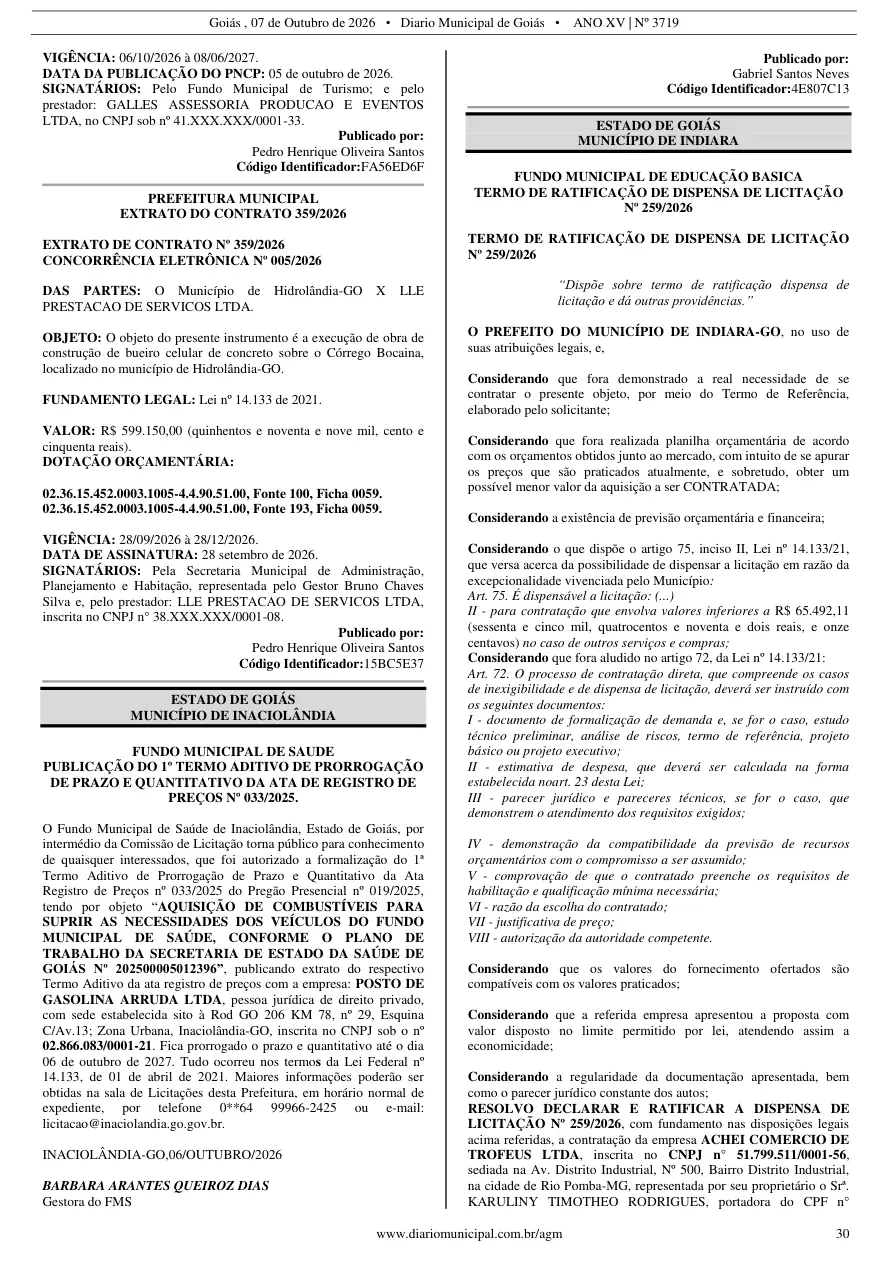 Goiás , 07 de Outubro de 2026 • Diario Municipal de Goiás • ANO XV | Nº 3719
VIGÊNCIA: 06/10/2026 à 08/06/2027.
DATA DA PUBLICAÇÃO DO PNCP: 05 de outubro de 2026.
SIGNATÁRIOS: Pelo Fundo Municipal de Turismo; e pelo
prestador: GALLES ASSESSORIA PRODUCAO E EVENTOS
LTDA, no CNPJ sob nº 41.XXX.XXX/0001-33.
Publicado por:
Pedro Henrique Oliveira Santos
Código Identificador:FA56ED6F
PREFEITURA MUNICIPAL
EXTRATO DO CONTRATO 359/2026
EXTRATO DE CONTRATO Nº 359/2026
CONCORRÊNCIA ELETRÔNICA Nº 005/2026
DAS PARTES: O Município de Hidrolândia-GO X LLE
PRESTACAO DE SERVICOS LTDA.
OBJETO: O objeto do presente instrumento é a execução de obra de
construção de bueiro celular de concreto sobre o Córrego Bocaina,
localizado no município de Hidrolândia-GO.
FUNDAMENTO LEGAL: Lei nº 14.133 de 2021.
VALOR: R$ 599.150,00 (quinhentos e noventa e nove mil, cento e
cinquenta reais).
DOTAÇÃO ORÇAMENTÁRIA:
02.36.15.452.0003.1005-4.4.90.51.00, Fonte 100, Ficha 0059.
02.36.15.452.0003.1005-4.4.90.51.00, Fonte 193, Ficha 0059.
VIGÊNCIA: 28/09/2026 à 28/12/2026.
DATA DE ASSINATURA: 28 setembro de 2026.
SIGNATÁRIOS: Pela Secretaria Municipal de Administração,
Planejamento e Habitação, representada pelo Gestor Bruno Chaves
Silva e, pelo prestador: LLE PRESTACAO DE SERVICOS LTDA,
inscrita no CNPJ n° 38.XXX.XXX/0001-08.
Publicado por:
Pedro Henrique Oliveira Santos
Código Identificador:15BC5E37
ESTADO DE GOIÁS
MUNICÍPIO DE INACIOLÂNDIA
FUNDO MUNICIPAL DE SAUDE
PUBLICAÇÃO DO 1º TERMO ADITIVO DE PRORROGAÇÃO
DE PRAZO E QUANTITATIVO DA ATA DE REGISTRO DE
PREÇOS Nº 033/2025.
O Fundo Municipal de Saúde de Inaciolândia, Estado de Goiás, por
intermédio da Comissão de Licitação torna público para conhecimento
de quaisquer interessados, que foi autorizado a formalização do 1ª
Termo Aditivo de Prorrogação de Prazo e Quantitativo da Ata
Registro de Preços nº 033/2025 do Pregão Presencial nº 019/2025,
tendo por objeto “AQUISIÇÃO DE COMBUSTÍVEIS PARA
SUPRIR AS NECESSIDADES DOS VEÍCULOS DO FUNDO
MUNICIPAL DE SAÚDE, CONFORME O PLANO DE
TRABALHO DA SECRETARIA DE ESTADO DA SAÚDE DE
GOIÁS Nº 202500005012396”, publicando extrato do respectivo
Termo Aditivo da ata registro de preços com a empresa: POSTO DE
GASOLINA ARRUDA LTDA, pessoa jurídica de direito privado,
com sede estabelecida sito à Rod GO 206 KM 78, nº 29, Esquina
C/Av.13; Zona Urbana, Inaciolândia-GO, inscrita no CNPJ sob o nº
02.866.083/0001-21. Fica prorrogado o prazo e quantitativo até o dia
06 de outubro de 2027. Tudo ocorreu nos termos da Lei Federal nº
14.133, de 01 de abril de 2021. Maiores informações poderão ser
obtidas na sala de Licitações desta Prefeitura, em horário normal de
expediente, por telefone 0**64 99966-2425 ou e-mail:
licitacao@inaciolandia.go.gov.br.
INACIOLÂNDIA-GO,06/OUTUBRO/2026
BARBARA ARANTES QUEIROZ DIAS
Gestora do FMS
Publicado por:
Gabriel Santos Neves
Código Identificador:4E807C13
ESTADO DE GOIÁS
MUNICÍPIO DE INDIARA
FUNDO MUNICIPAL DE EDUCAÇÃO BASICA
TERMO DE RATIFICAÇÃO DE DISPENSA DE LICITAÇÃO
Nº 259/2026
TERMO DE RATIFICAÇÃO DE DISPENSA DE LICITAÇÃO
Nº 259/2026
“Dispõe sobre termo de ratificação dispensa de
licitação e dá outras providências.”
O PREFEITO DO MUNICÍPIO DE INDIARA-GO, no uso de
suas atribuições legais, e,
Considerando que fora demonstrado a real necessidade de se
contratar o presente objeto, por meio do Termo de Referência,
elaborado pelo solicitante;
Considerando que fora realizada planilha orçamentária de acordo
com os orçamentos obtidos junto ao mercado, com intuito de se apurar
os preços que são praticados atualmente, e sobretudo, obter um
possível menor valor da aquisição a ser CONTRATADA;
Considerando a existência de previsão orçamentária e financeira;
Considerando o que dispõe o artigo 75, inciso II, Lei nº 14.133/21,
que versa acerca da possibilidade de dispensar a licitação em razão da
excepcionalidade vivenciada pelo Município:
Art. 75. É dispensável a licitação: (...)
II - para contratação que envolva valores inferiores a R$ 65.492,11
(sessenta e cinco mil, quatrocentos e noventa e dois reais, e onze
centavos) no caso de outros serviços e compras;
Considerando que fora aludido no artigo 72, da Lei nº 14.133/21:
Art. 72. O processo de contratação direta, que compreende os casos
de inexigibilidade e de dispensa de licitação, deverá ser instruído com
os seguintes documentos:
I - documento de formalização de demanda e, se for o caso, estudo
técnico preliminar, análise de riscos, termo de referência, projeto
básico ou projeto executivo;
II - estimativa de despesa, que deverá ser calculada na forma
estabelecida noart. 23 desta Lei;
III - parecer jurídico e pareceres técnicos, se for o caso, que
demonstrem o atendimento dos requisitos exigidos;
IV - demonstração da compatibilidade da previsão de recursos
orçamentários com o compromisso a ser assumido;
V - comprovação de que o contratado preenche os requisitos de
habilitação e qualificação mínima necessária;
VI - razão da escolha do contratado;
VII - justificativa de preço;
VIII - autorização da autoridade competente.
Considerando que os valores do fornecimento ofertados são
compatíveis com os valores praticados;
Considerando que a referida empresa apresentou a proposta com
valor disposto no limite permitido por lei, atendendo assim a
economicidade;
Considerando a regularidade da documentação apresentada, bem
como o parecer jurídico constante dos autos;
RESOLVO DECLARAR E RATIFICAR A DISPENSA DE
LICITAÇÃO Nº 259/2026, com fundamento nas disposições legais
acima referidas, a contratação da empresa ACHEI COMERCIO DE
TROFEUS LTDA, inscrita no CNPJ n° 51.799.511/0001-56,
sediada na Av. Distrito Industrial, Nº 500, Bairro Distrito Industrial,
na cidade de Rio Pomba-MG, representada por seu proprietário o Srª.
KARULINY TIMOTHEO RODRIGUES, portadora do CPF n°
www.diariomunicipal.com.br/agm
30